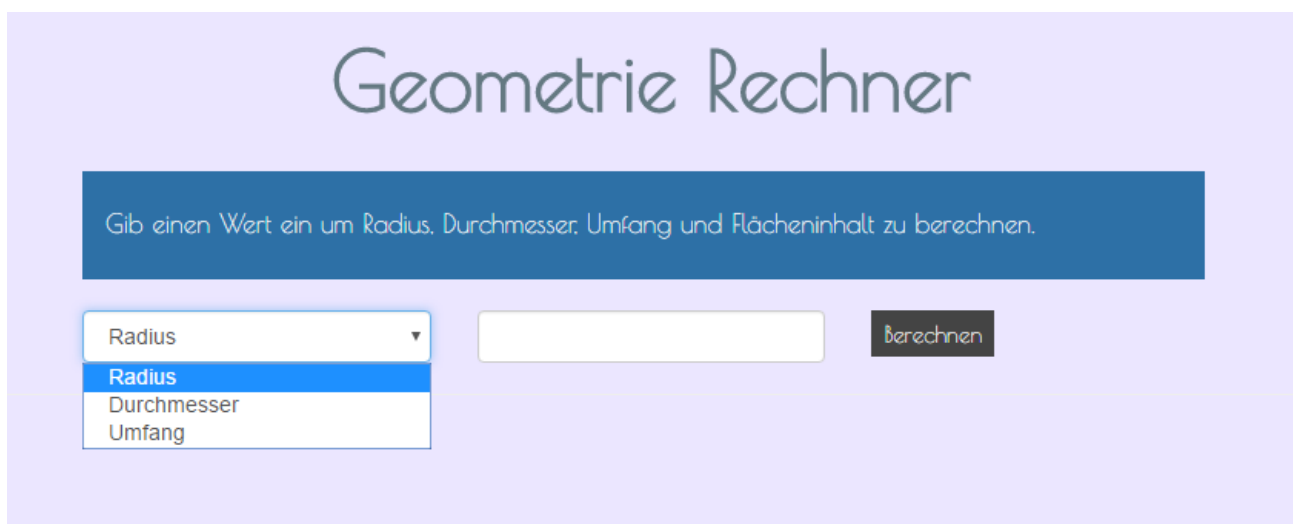 Geometrie Rechner
Gib einen Wert ein um Radius, Durchmesser, Umfang und Flächeninhalt zu berechnen.
Radius
Berechnen
Radius
Durchmesser
Umfang